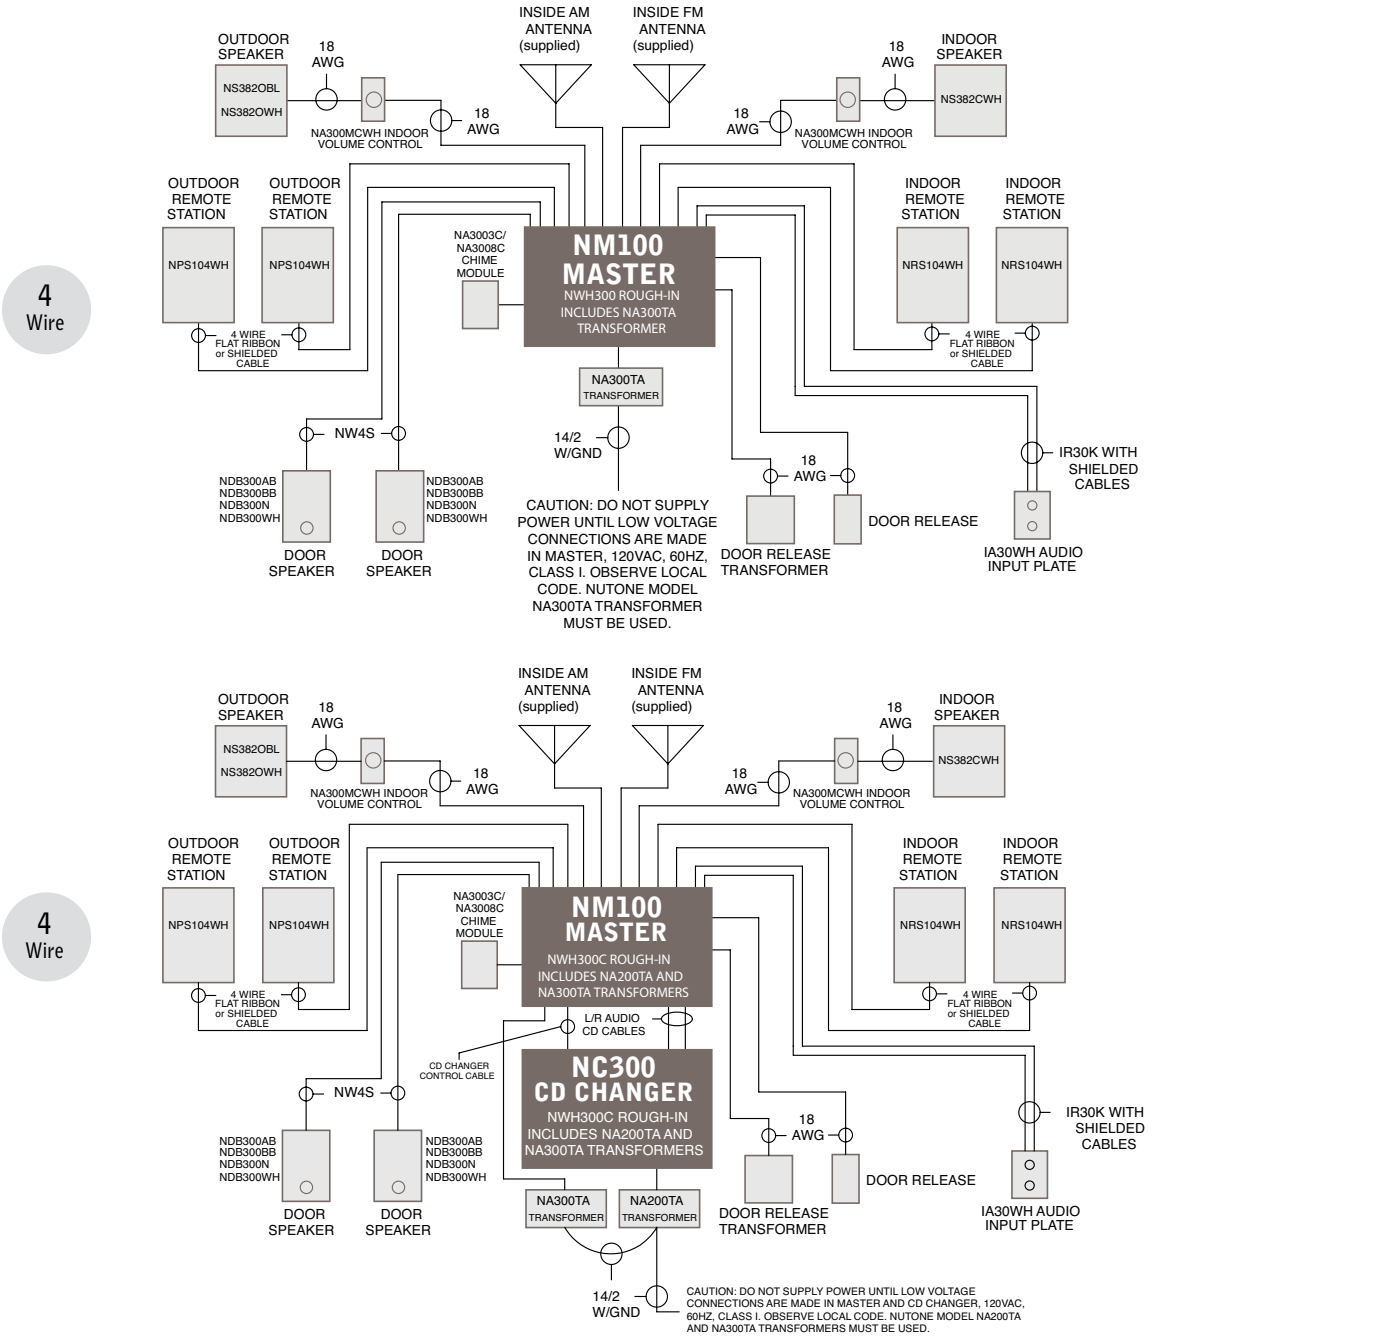 INSIDE AM
ANTENNA
(supplied)
INSIDE FM
ANTENNA
(supplied)
OUTDOOR
SPEAKER
18
AWG
NS382OBL
NS382OWH
NA300MCWH INDOOR
VOLUME CONTROL
18
AWG
18
AWG
NA300MCWH INDOOR
VOLUME CONTROL
18
AWG
INDOOR
SPEAKER
NS382CWH
OUTDOOR
REMOTE
STATION
OUTDOOR
REMOTE
STATION
NPS104WH
NPS104WH
4 WIRE
FLAT RIBBON
or SHIELDED
CABLE
4
Wire
NA3003C/
NA3008C
CHIME
MODULE
NM100
MASTER
NWH300 ROUGH-IN
INCLUDES NA300TA
TRANSFORMER
INDOOR
REMOTE
STATION
INDOOR
REMOTE
STATION
NRS104WH
NRS104WH
4 WIRE
FLAT RIBBON
or SHIELDED
CABLE
NA300TA
TRANSFORMER
14/2
W/GND
NW4S
NDB300AB
NDB300BB
NDB300N
NDB300WH
NDB300AB
NDB300BB
NDB300N
NDB300WH
DOOR
SPEAKER
DOOR
SPEAKER
CAUTION: DO NOT SUPPLY
POWER UNTIL LOW VOLTAGE
CONNECTIONS ARE MADE
IN MASTER, 120VAC, 60HZ,
CLASS I. OBSERVE LOCAL
CODE. NUTONE MODEL
NA300TA TRANSFORMER
MUST BE USED.
18
AWG
DOOR RELEASE
TRANSFORMER
DOOR RELEASE
IR30K WITH
SHIELDED
CABLES
IA30WH AUDIO
INPUT PLATE
INSIDE AM
ANTENNA
(supplied)
INSIDE FM
ANTENNA
(supplied)
OUTDOOR
SPEAKER
18
AWG
NS382OBL
NS382OWH
NA300MCWH INDOOR
VOLUME CONTROL
18
AWG
18
AWG
NA300MCWH INDOOR
VOLUME CONTROL
18
AWG
INDOOR
SPEAKER
NS382CWH
OUTDOOR
REMOTE
STATION
OUTDOOR
REMOTE
STATION
NPS104WH
NPS104WH
4 WIRE
FLAT RIBBON
or SHIELDED
CABLE
4
Wire
NA3003C/
NA3008C
CHIME
MODULE
NM100
MASTER
NWH300C ROUGH-IN
INCLUDES NA200TA AND
NA300TA TRANSFORMERS
INDOOR
REMOTE
STATION
INDOOR
REMOTE
STATION
NRS104WH
NRS104WH
4 WIRE
FLAT RIBBON
or SHIELDED
CABLE
L/R AUDIO
CD CABLES
CD CHANGER
CONTROL CABLE
NC300
CD CHANGER
NWH300C ROUGH-IN
INCLUDES NA200TA AND
NA300TA TRANSFORMERS
NW4S
NDB300AB
NDB300BB
NDB300N
NDB300WH
NDB300AB
NDB300BB
NDB300N
NDB300WH
DOOR
SPEAKER
DOOR
SPEAKER
NA300TA
TRANSFORMER
NA200TA
TRANSFORMER
18
AWG
DOOR RELEASE
TRANSFORMER
DOOR RELEASE
IR30K WITH
SHIELDED
CABLES
IA30WH AUDIO
INPUT PLATE
14/2
W/GND
CAUTION: DO NOT SUPPLY POWER UNTIL LOW VOLTAGE
CONNECTIONS ARE MADE IN MASTER AND CD CHANGER, 120VAC,
60HZ, CLASS I. OBSERVE LOCAL CODE. NUTONE MODEL NA200TA
AND NA300TA TRANSFORMERS MUST BE USED.